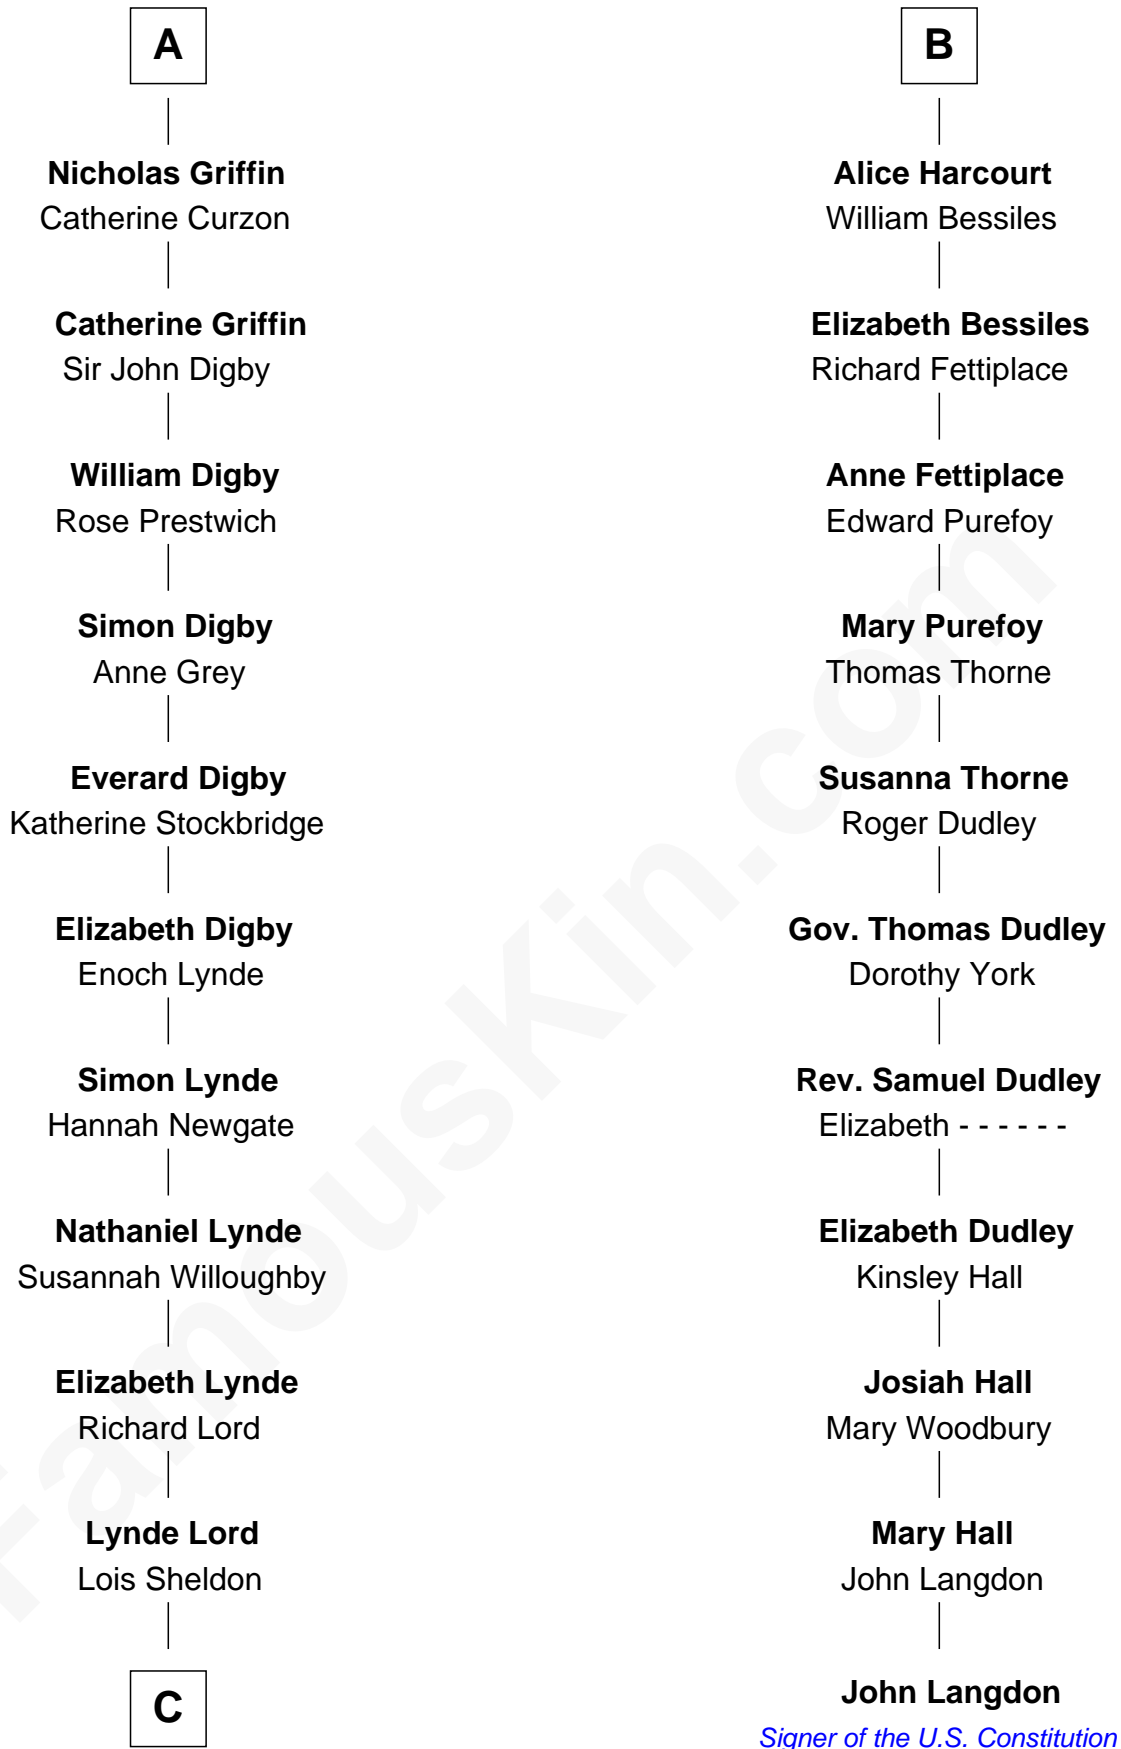 A
Nicholas Griffin
Catherine Curzon
Catherine Griffin
Sir John Digby
William Digby
Rose Prestwich
Simon Digby
Anne Grey
Everard Digby
Katherine Stockbridge
Elizabeth Digby
Enoch Lynde
Simon Lynde
Hannah Newgate
Nathaniel Lynde
Susannah Willoughby
Elizabeth Lynde
Richard Lord
Lynde Lord
Lois Sheldon
C
B
Alice Harcourt
William Bessiles
Elizabeth Bessiles
Richard Fettiplace
Anne Fettiplace
Edward Purefoy
Mary Purefoy
Thomas Thorne
Susanna Thorne
Roger Dudley
Gov. Thomas Dudley
Dorothy York
Rev. Samuel Dudley
Elizabeth - - - - - -
Elizabeth Dudley
Kinsley Hall
Josiah Hall
Mary Woodbury
Mary Hall
John Langdon
John Langdon
Signer of the U.S. Constitution
FamousKin.com